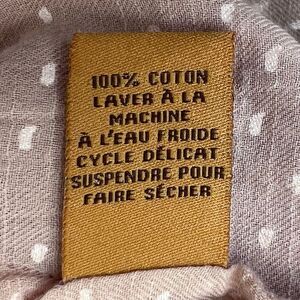 100% COTON
LAVER À LA
MACHINE
À L'EAU FROIDE
CYCLE DÉLICAT
SUSPENDRE POUR
FAIRE SÉCHER